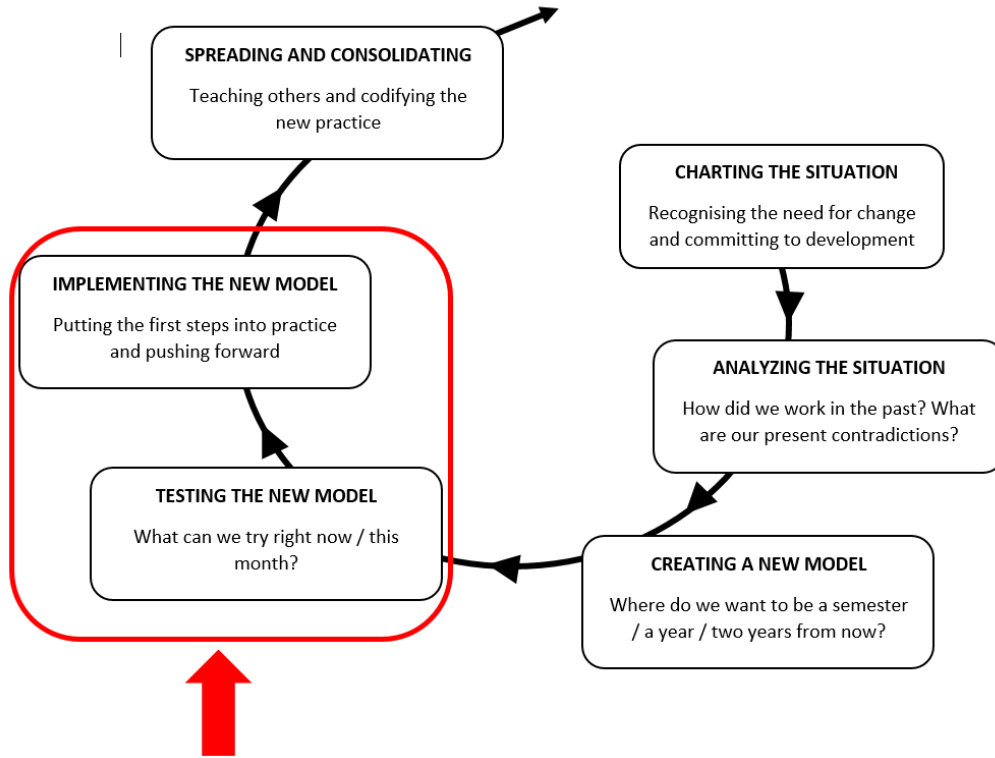 SPREADING AND CONSOLIDATING
Teaching others and codifying the
new practice
CHARTING THE SITUATION
Recognising the need for change
and committing to development
IMPLEMENTING THE NEW MODEL
Putting the first steps into practice
and pushing forward
ANALYZING THE SITUATION
How did we work in the past? What
are our present contradictions?
TESTING THE NEW MODEL
What can we try right now / this
month?
CREATING A NEW MODEL
Where do we want to be a semester
/ a year / two years from now?